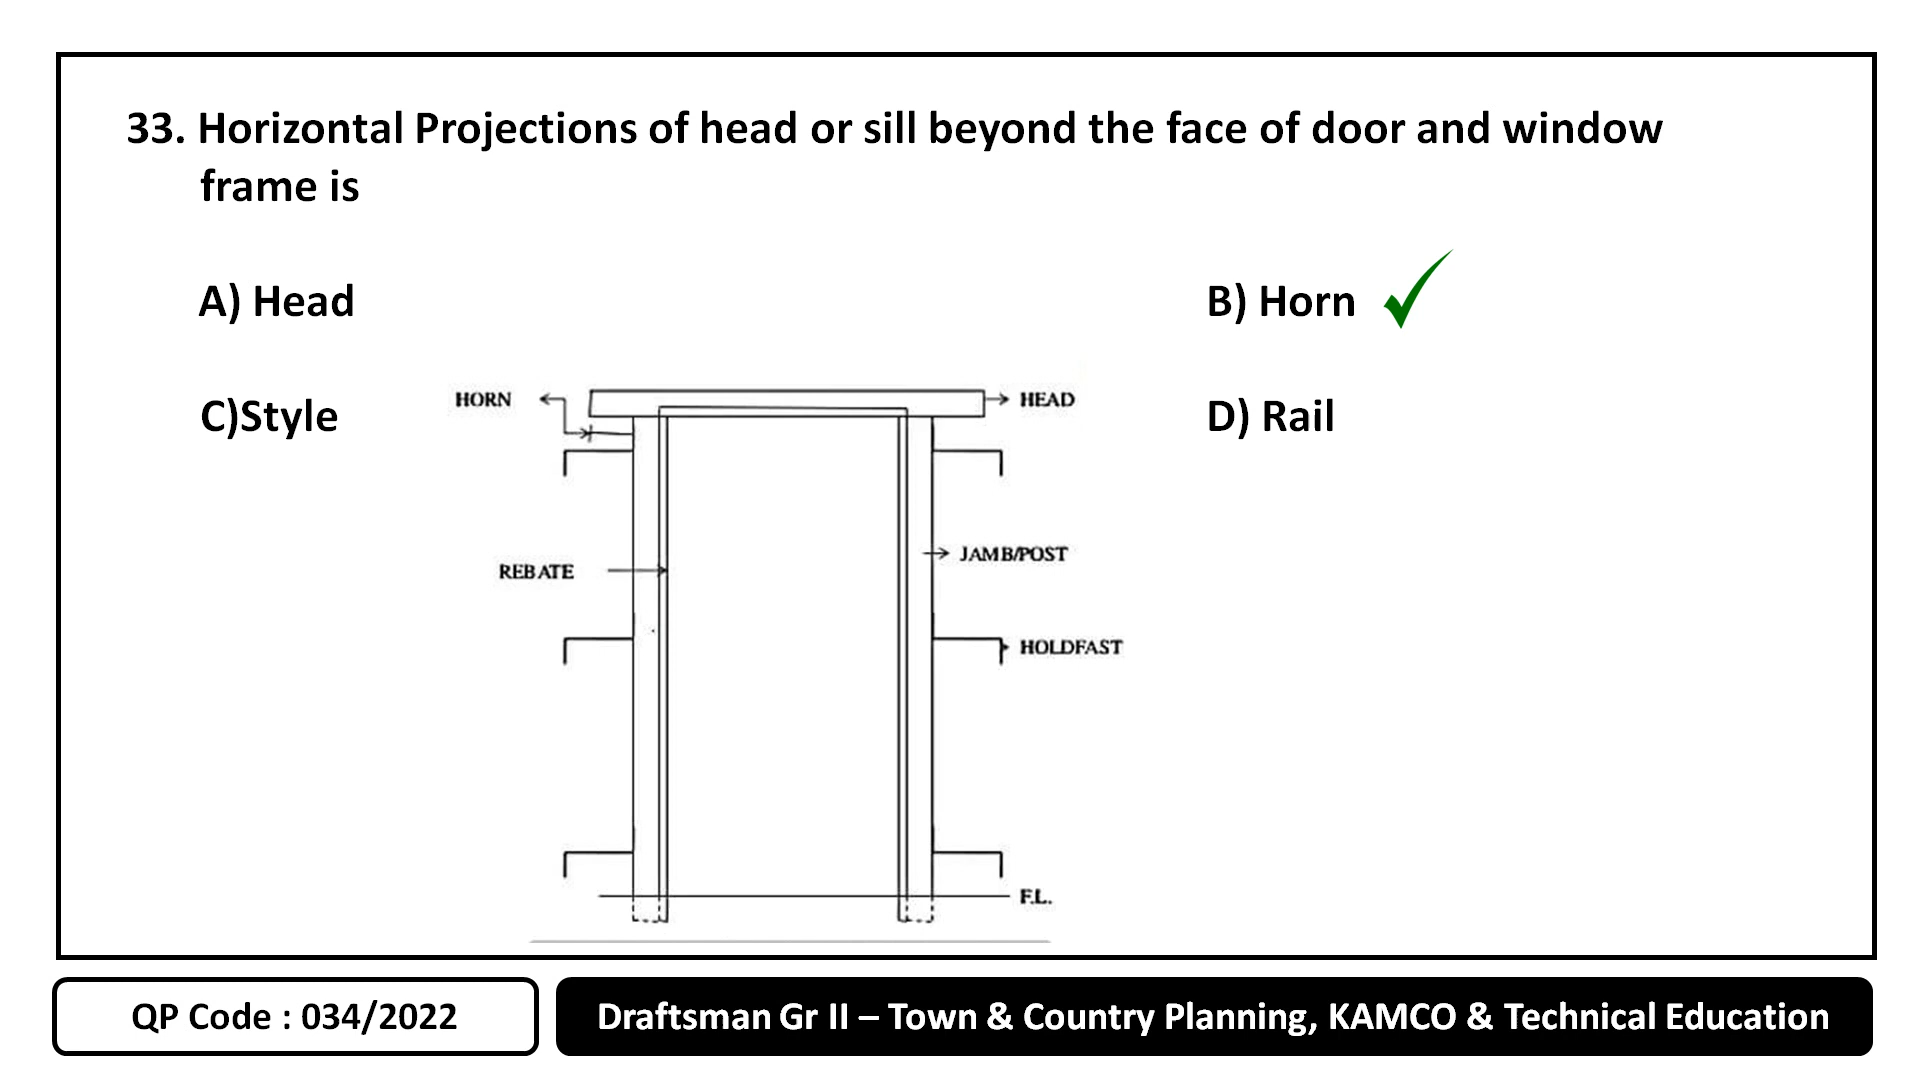 33. Horizontal Projections of head or sill beyond the face of door and window
frame is
A) Head
B) Horn
C)Style
D) Rail
HORN
HEAD
JAMB/POST
REBATE
HOLDFAST
F.L.
QP Code : 034/2022
Draftsman Gr II – Town & Country Planning, KAMCO & Technical Education